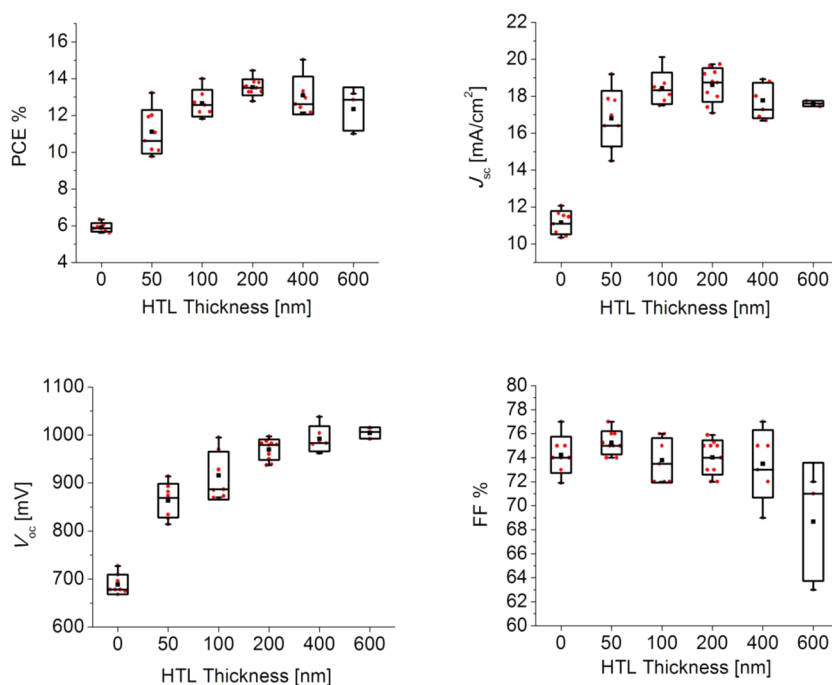 PCE %
16
14
12
10
8
6
4
0 50 100 200 400 600
HTL Thickness [nm]
Jsc [mA/cm²]
22
20
18
16
14
12
10
0 50 100 200 400 600
HTL Thickness [nm]
Voc [mV]
1100
1000
900
800
700
600
0 50 100 200 400 600
HTL Thickness [nm]
FF %
80
78
76
74
72
70
68
66
64
62
60
0 50 100 200 400 600
HTL Thickness [nm]